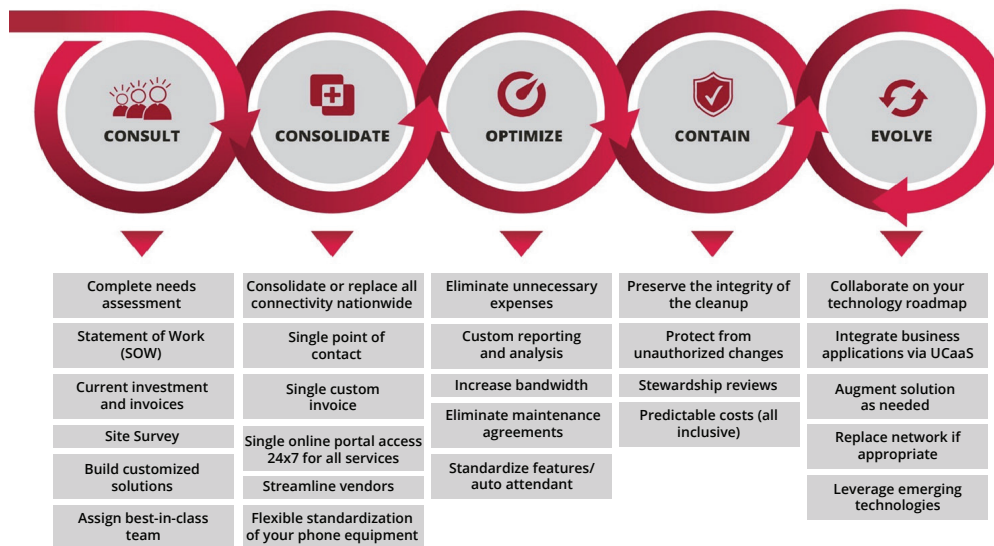 CONSULT
CONSOLIDATE
OPTIMIZE
CONTAIN
EVOLVE
Complete needs
assessment
Statement of Work
(SOW)
Current investment
and invoices
Site Survey
Build customized
solutions
Assign best-in-class
team
Consolidate or replace all
connectivity nationwide
Single point of
contact
Single custom
invoice
Single online portal access
24x7 for all services
Streamline vendors
Flexible standardization
of your phone equipment
Eliminate unnecessary
expenses
Custom reporting
and analysis
Increase bandwidth
Eliminate maintenance
agreements
Standardize features/
auto attendant
Preserve the integrity of
the cleanup
Protect from
unauthorized changes
Stewardship reviews
Predictable costs (all
inclusive)
Collaborate on your
technology roadmap
Integrate business
applications via UCaaS
Augment solution
as needed
Replace network if
appropriate
Leverage emerging
technologies